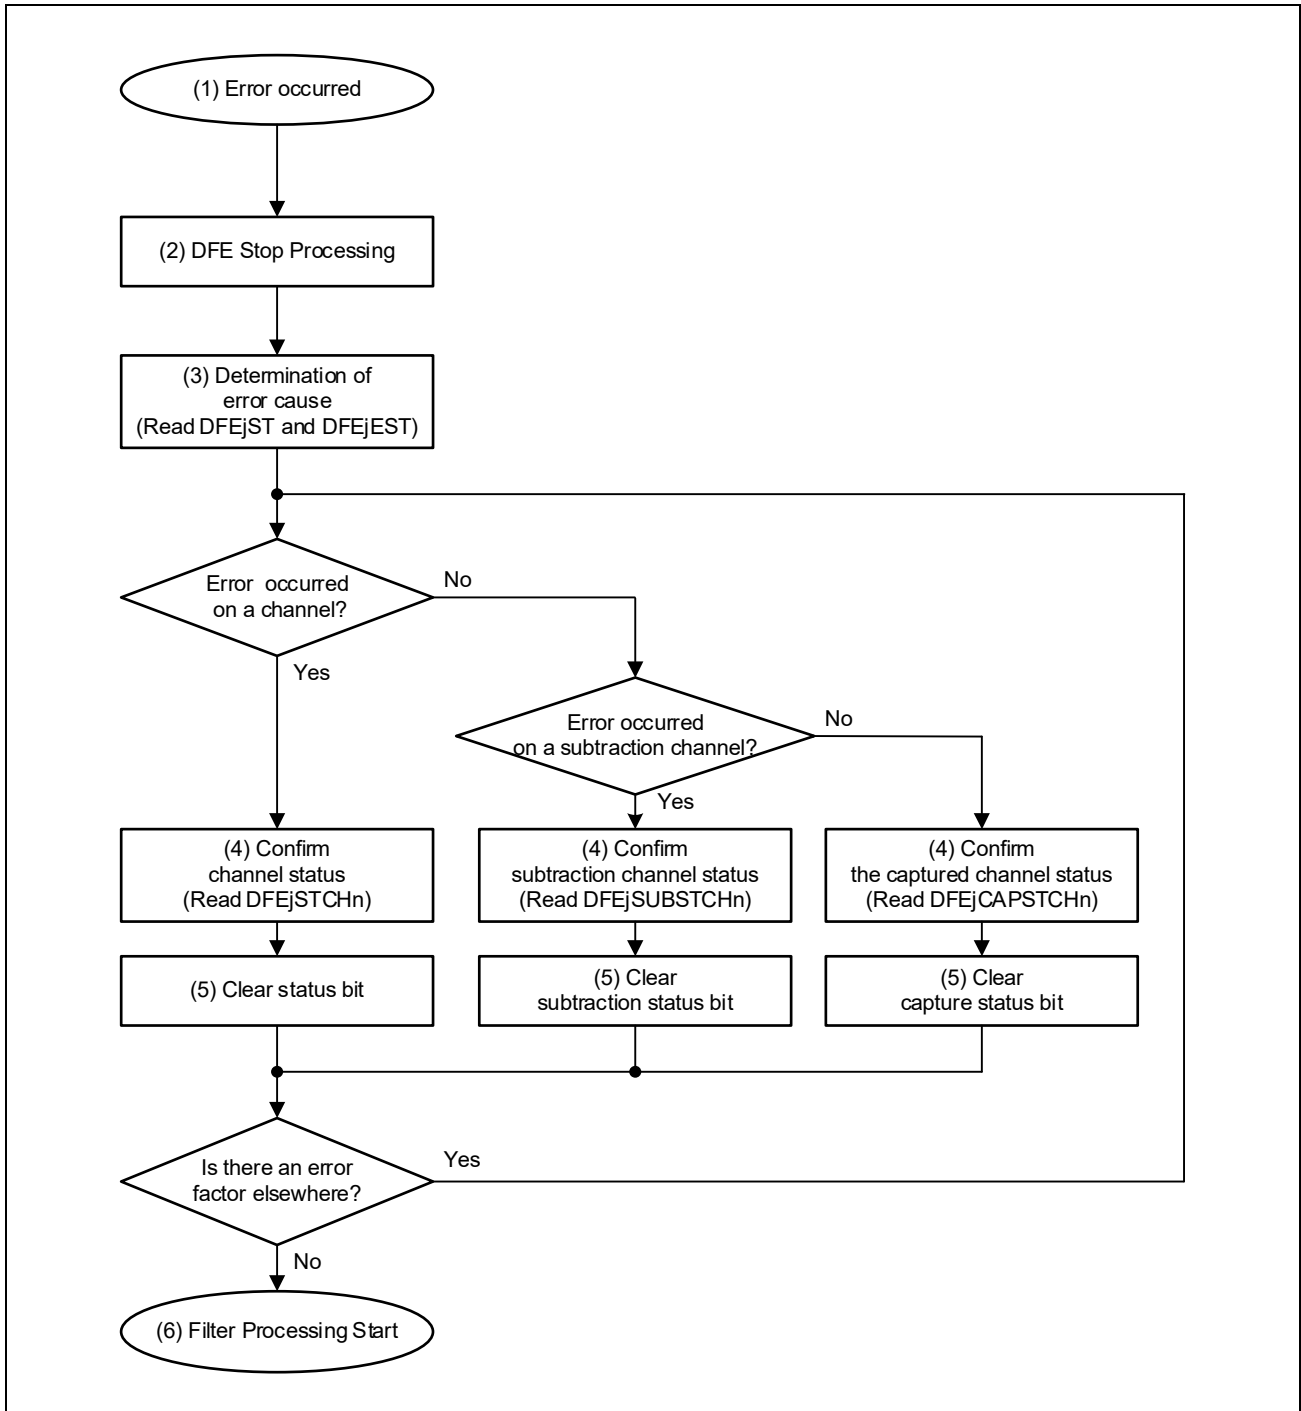 (1) Error occurred
(2) DFE Stop Processing
(3) Determination of
error cause
(Read DFEjST and DFEjEST)
Error occurred
on a channel?
No
Yes
Error occurred
on a subtraction channel?
No
Yes
(4) Confirm
channel status
(Read DFEjSTCHn)
(4) Confirm
subtraction channel status
(Read DFEjSUBSTCHn)
(4) Confirm
the captured channel status
(Read DFEjCAPSTCHn)
(5) Clear status bit
(5) Clear
subtraction status bit
(5) Clear
capture status bit
Is there an error
factor elsewhere?
Yes
No
(6) Filter Processing Start